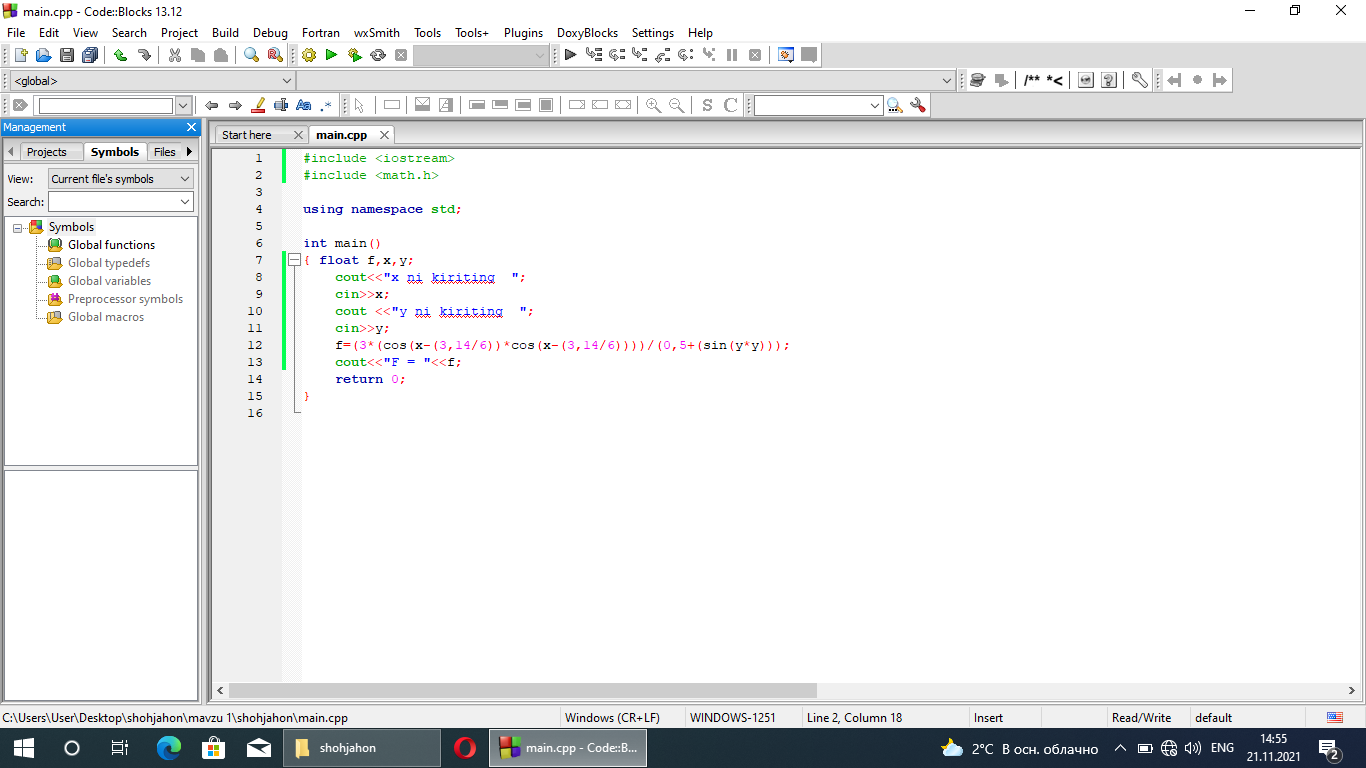 main.cpp - Code::Blocks 13.12
File Edit View Search Project Build Debug Fortran wxSmith Tools Tools+ Plugins DoxyBlocks Settings Help
<global>
/** *<
Aa .*
S C
Management
Projects Symbols Files
View: Current file's symbols
Search:
Symbols
Global functions
Global typedefs
Global variables
Preprocessor symbols
Global macros
Start here main.cpp
1 #include <iostream>
2 #include <math.h>
3
4 using namespace std;
5
6 int main()
7 { float f,x,y;
8 cout<<"x ni kiriting  ";
9 cin>>x;
10 cout <<"y ni kiriting  ";
11 cin>>y;
12 f=(3*(cos(x-(3,14/6))*cos(x-(3,14/6))))/(0,5+(sin(y*y)));
13 cout<<"F = "<<f;
14 return 0;
15 }
16
C:\Users\User\Desktop\shohjahon\mavzu 1\shohjahon\main.cpp Windows (CR+LF) WINDOWS-1251 Line 2, Column 18 Insert Read/Write default
shohjahon main.cpp - Code::B... 2°C В осн. облачно ENG 14:55
21.11.2021
2